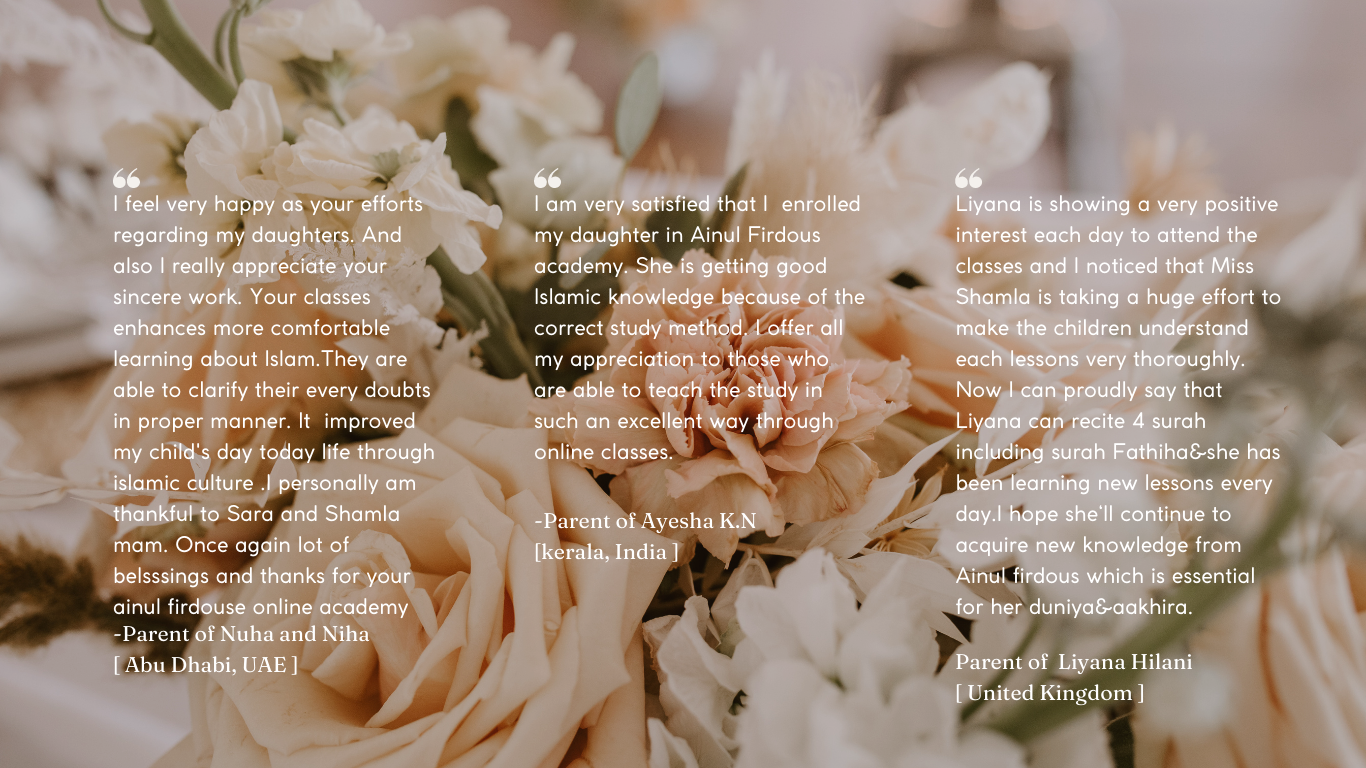 I feel very happy as your efforts
regarding my daughters. And
also I really appreciate your
sincere work. Your classes
enhances more comfortable
learning about Islam.They are
able to clarify their every doubts
in proper manner. It improved
my child's day today life through
islamic culture .I personally am
thankful to Sara and Shamla
mam. Once again lot of
belsssings and thanks for your
ainul firdouse online academy
-Parent of Nuha and Niha
[ Abu Dhabi, UAE ]
I am very satisfied that I enrolled
my daughter in Ainul Firdous
academy. She is getting good
Islamic knowledge because of the
correct study method. I offer all
my appreciation to those who
are able to teach the study in
such an excellent way through
online classes.
-Parent of Ayesha K.N
[kerala, India ]
Liyana is showing a very positive
interest each day to attend the
classes and I noticed that Miss
Shamla is taking a huge effort to
make the children understand
each lessons very thoroughly.
Now I can proudly say that
Liyana can recite 4 surah
including surah Fathiha&she has
been learning new lessons every
day.I hope she'll continue to
acquire new knowledge from
Ainul firdous which is essential
for her duniya&aakhira.
Parent of Liyana Hilani
[ United Kingdom ]